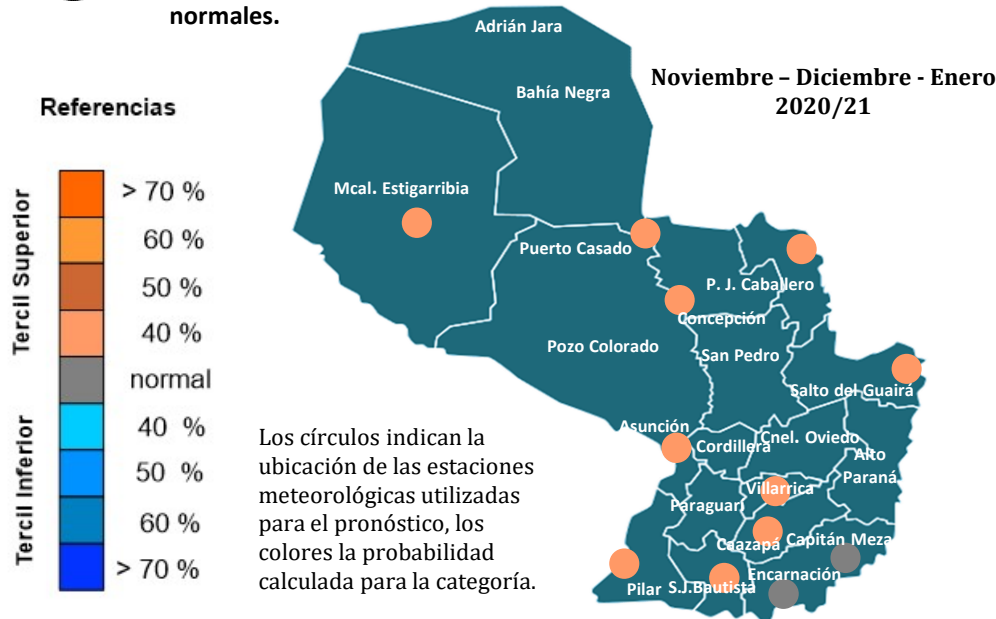 normales.
Noviembre – Diciembre - Enero
2020/21
Referencias
Tercil Superior
> 70 %
60 %
50 %
40 %
normal
Tercil Inferior
40 %
50 %
60 %
> 70 %
Los círculos indican la
ubicación de las estaciones
meteorológicas utilizadas
para el pronóstico, los
colores la probabilidad
calculada para la categoría.
Adrián Jara
Bahía Negra
Mcal. Estigarribia
Puerto Casado
P. J. Caballero
Concepción
Pozo Colorado
San Pedro
Salto del Guairá
Asunción
Cordillera
Cnel. Oviedo
Alto
Paraná
Villarrica
Paraguarí
Caazapá
Capitán Meza
Encarnación
Pilar
S.J.Bautista